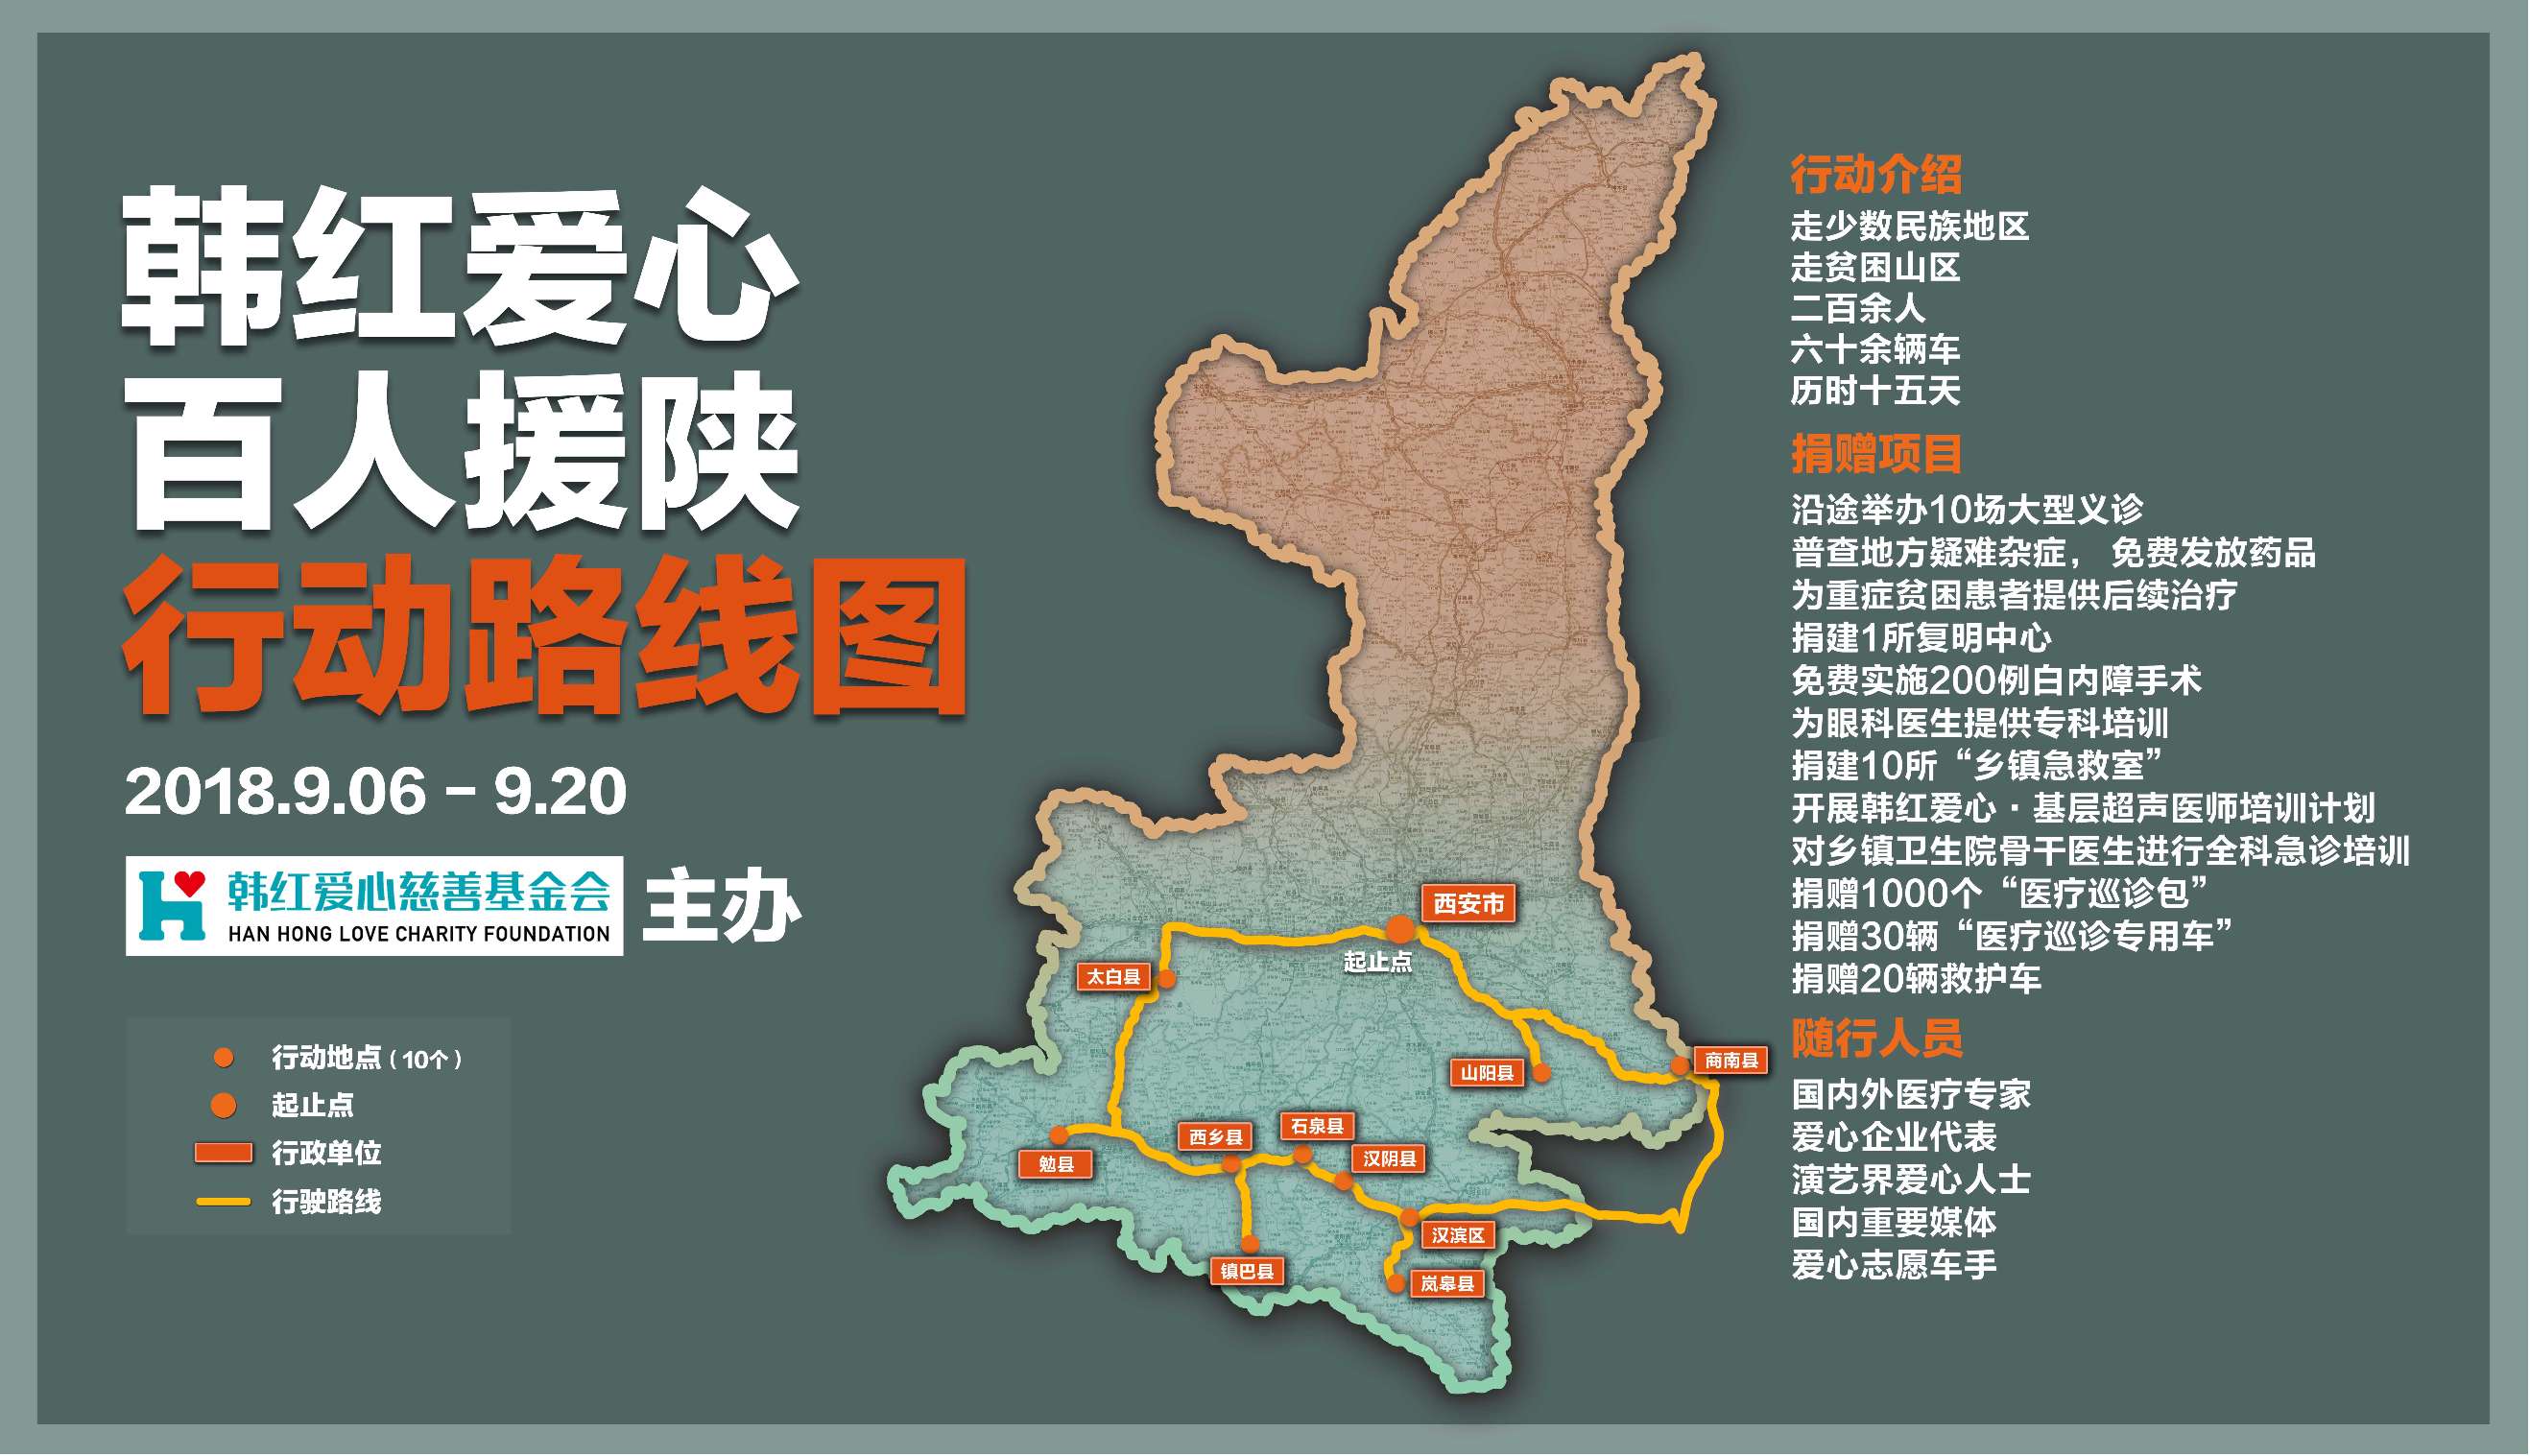 韩红爱心
百人援陕
行动路线图
2018.9.06 - 9.20
韩红爱心慈善基金会
HAN HONG LOVE CHARITY FOUNDATION
主办
行动地点（10个）
起止点
行政单位
行驶路线
西安市
起止点
太白县
山阳县
商南县
勉县
西乡县
石泉县
汉阴县
汉滨区
镇巴县
岚皋县
行动介绍
走少数民族地区
走贫困山区
二百余人
六十余辆车
历时十五天
捐赠项目
沿途举办10场大型义诊
普查地方疑难杂症， 免费发放药品
为重症贫困患者提供后续治疗
捐建1所复明中心
免费实施200例白内障手术
为眼科医生提供专科培训
捐建10所“乡镇急救室”
开展韩红爱心·基层超声医师培训计划
对乡镇卫生院骨干医生进行全科急诊培训
捐赠1000个“医疗巡诊包”
捐赠30辆“医疗巡诊专用车”
捐赠20辆救护车
随行人员
国内外医疗专家
爱心企业代表
演艺界爱心人士
国内重要媒体
爱心志愿车手